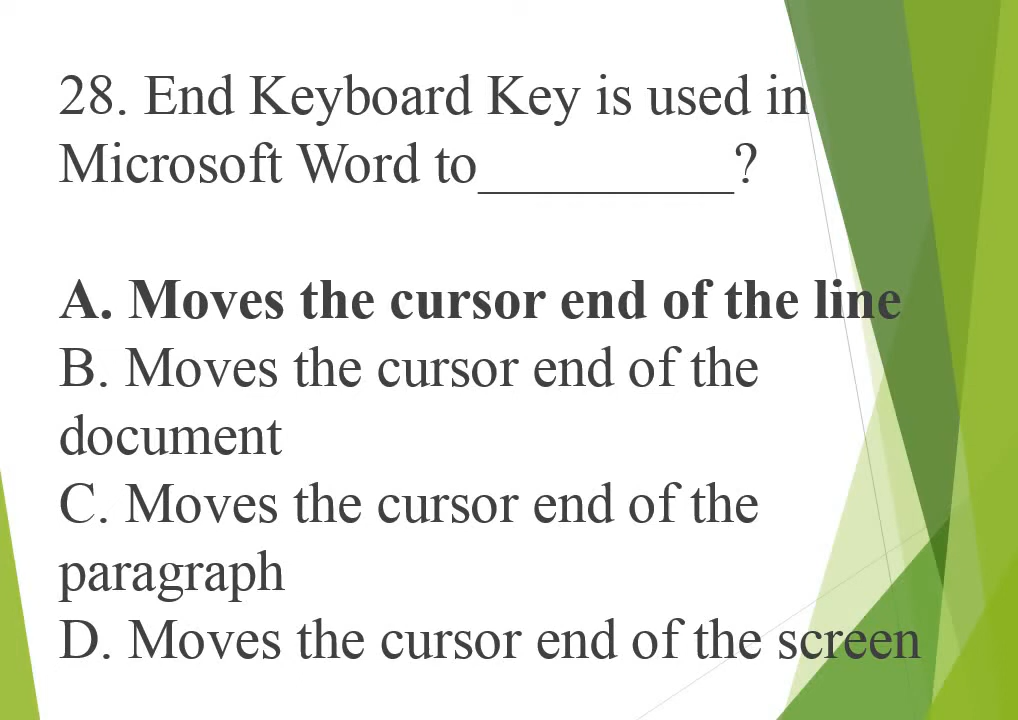 28. End Keyboard Key is used in
Microsoft Word to_________?
A. Moves the cursor end of the line
B. Moves the cursor end of the
document
C. Moves the cursor end of the
paragraph
D. Moves the cursor end of the screen